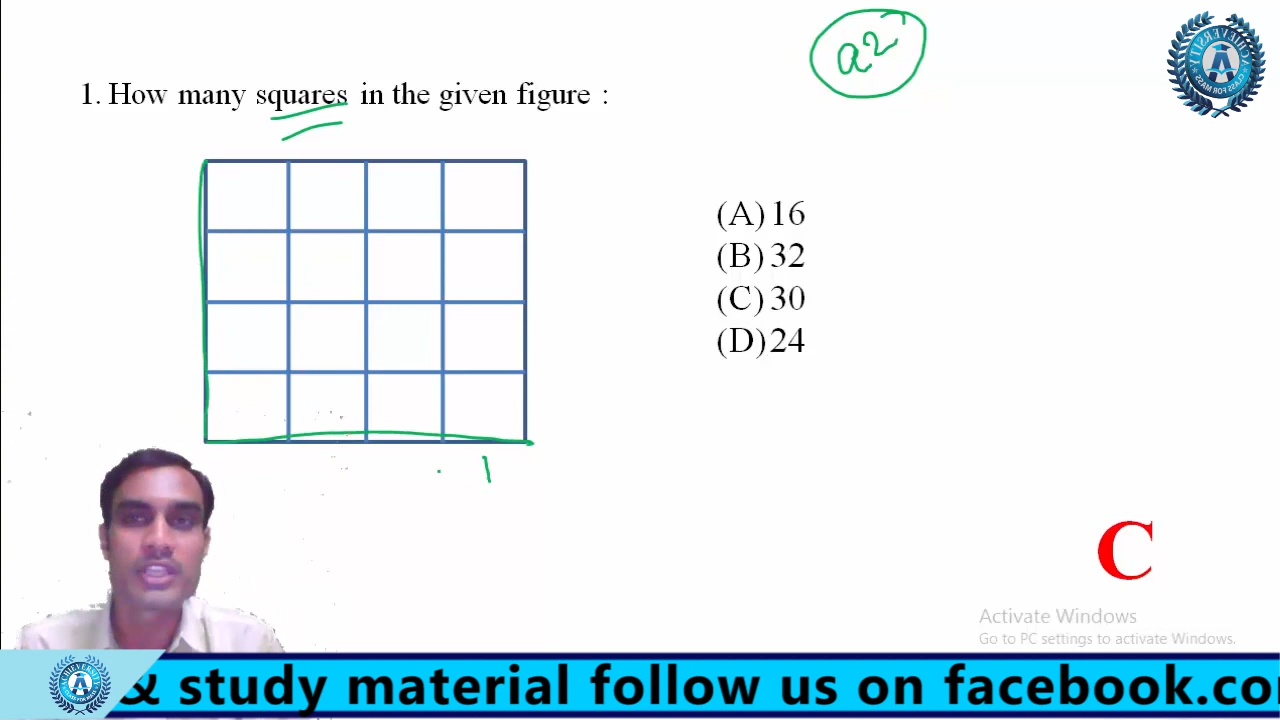 a²
1. How many squares in the given figure :
(A) 16
(B) 32
(C) 30
(D) 24
1
C
Activate Windows
Go to PC settings to activate Windows.
& study material follow us on facebook.co